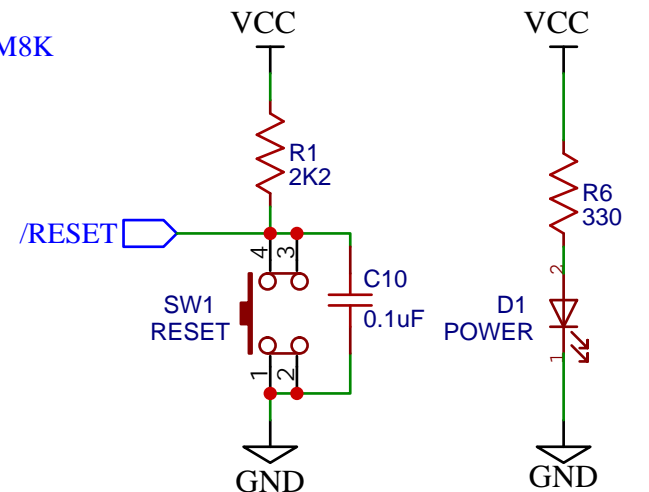 M8K
VCC
VCC
R1
2K2
R6
330
/RESET
4
3
SW1
RESET
C10
0.1uF
2
D1
POWER
1
1
2
GND
GND